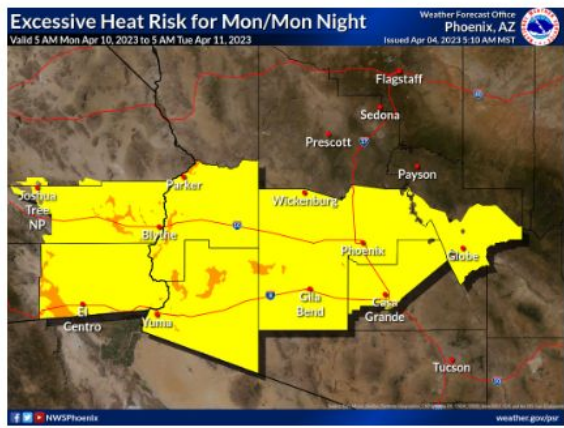 Excessive Heat Risk for Mon/Mon Night
Valid 5 AM Mon Apr 10, 2023 to 5 AM Tue Apr 11, 2023
Weather Forecast Office
Phoenix, AZ
Issued Apr 04, 2023 5:10 AM MST
Flagstaff
Sedona
Prescott
Payson
Parker
Joshua
Tree
NP
Wickenburg
Blythe
Phoenix
Globe
Gila
Bend
Casa
Grande
El
Centro
Yuma
Tucson
NWSPhoenix
weather.gov/psr